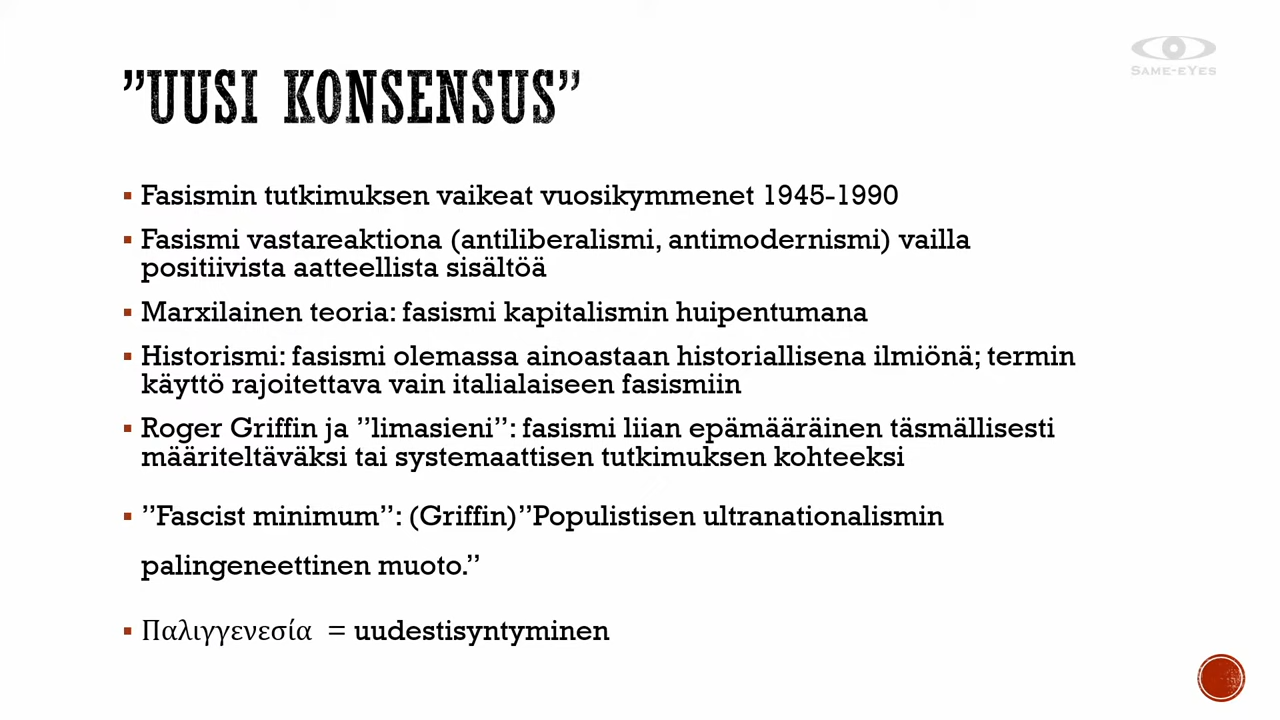 SAME-EYES
”UUSI KONSENSUS”
▪ Fasismin tutkimuksen vaikeat vuosikymmenet 1945-1990
▪ Fasismi vastareaktiona (antiliberalismi, antimodernismi) vailla
positiivista aatteellista sisältöä
▪ Marxilainen teoria: fasismi kapitalismin huipentumana
▪ Historismi: fasismi olemassa ainoastaan historiallisena ilmiönä; termin
käyttö rajoitettava vain italialaiseen fasismiin
▪ Roger Griffin ja ”limasieni”: fasismi liian epämääräinen täsmällisesti
määriteltäväksi tai systemaattisen tutkimuksen kohteeksi
▪ ”Fascist minimum”: (Griffin)”Populistisen ultranationalismin
palingeneettinen muoto.”
▪ Παλιγγενεσία = uudestisyntyminen